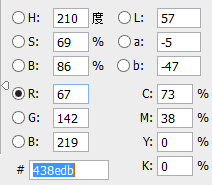 H: 210 度 L: 57
S: 69 % a: -5
B: 86 % b: -47
R: 67 C: 73 %
G: 142 M: 38 %
B: 219 Y: 0 %
# 438edb K: 0 %